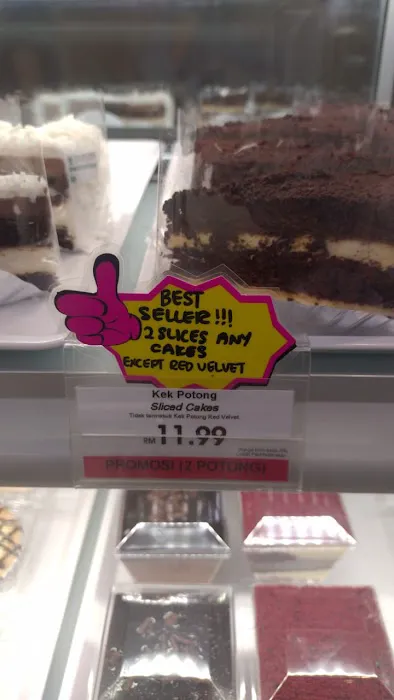 BEST
SELLER!!!
2 SLICES ANY
CAKES
EXCEPT RED VELVET
Kek Potong
Sliced Cakes
Tidak termasuk Kek Potong Red Velvet
RM 11.99
PROMOSI (2 POTONG)